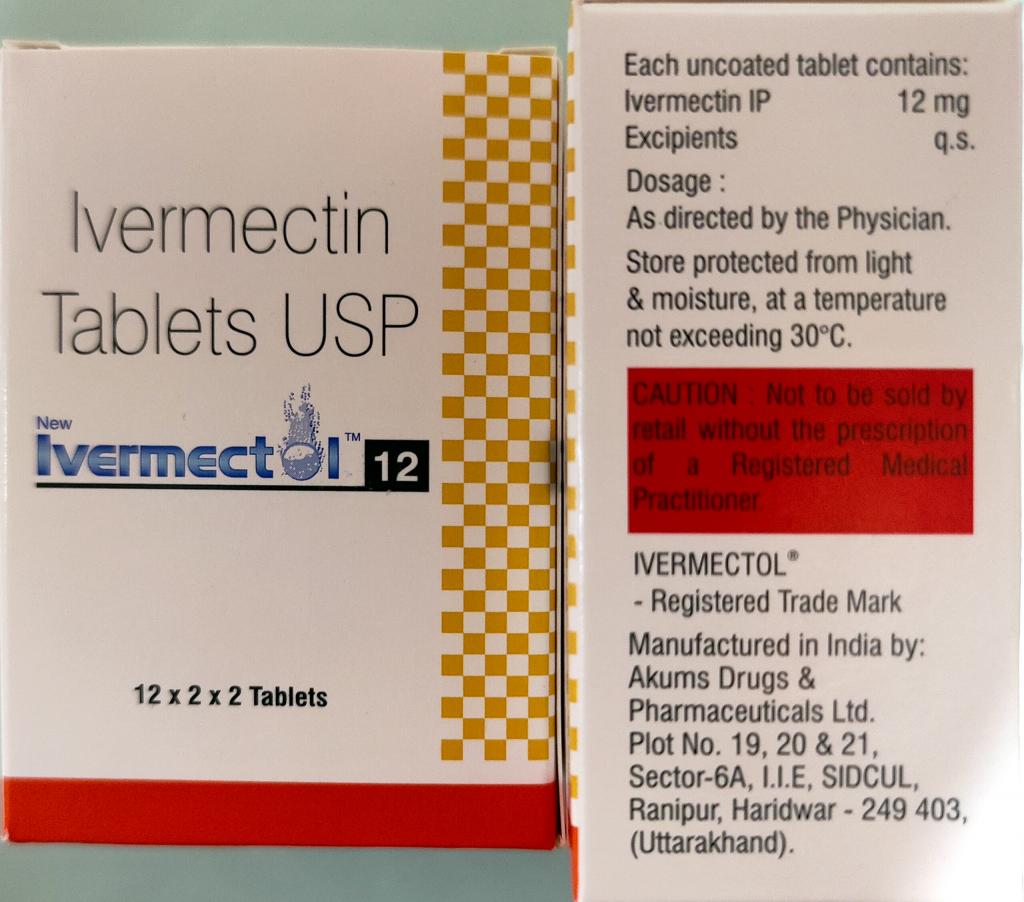 Ivermectin
Tablets USP
New
Ivermectol™ 12
12 x 2 x 2 Tablets
Each uncoated tablet contains:
Ivermectin IP 12 mg
Excipients q.s.
Dosage :
As directed by the Physician.
Store protected from light
& moisture, at a temperature
not exceeding 30°C.
CAUTION : Not to be sold by
retail without the prescription
of a Registered Medical
Practitioner.
IVERMECTOL®
- Registered Trade Mark
Manufactured in India by:
Akums Drugs &
Pharmaceuticals Ltd.
Plot No. 19, 20 & 21,
Sector-6A, I.I.E, SIDCUL,
Ranipur, Haridwar - 249 403,
(Uttarakhand).